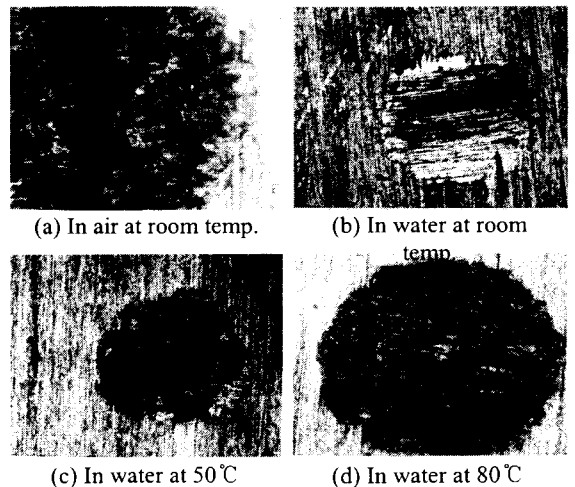 (a) In air at room temp.
(b) In water at room
temp
(c) In water at 50℃
(d) In water at 80℃